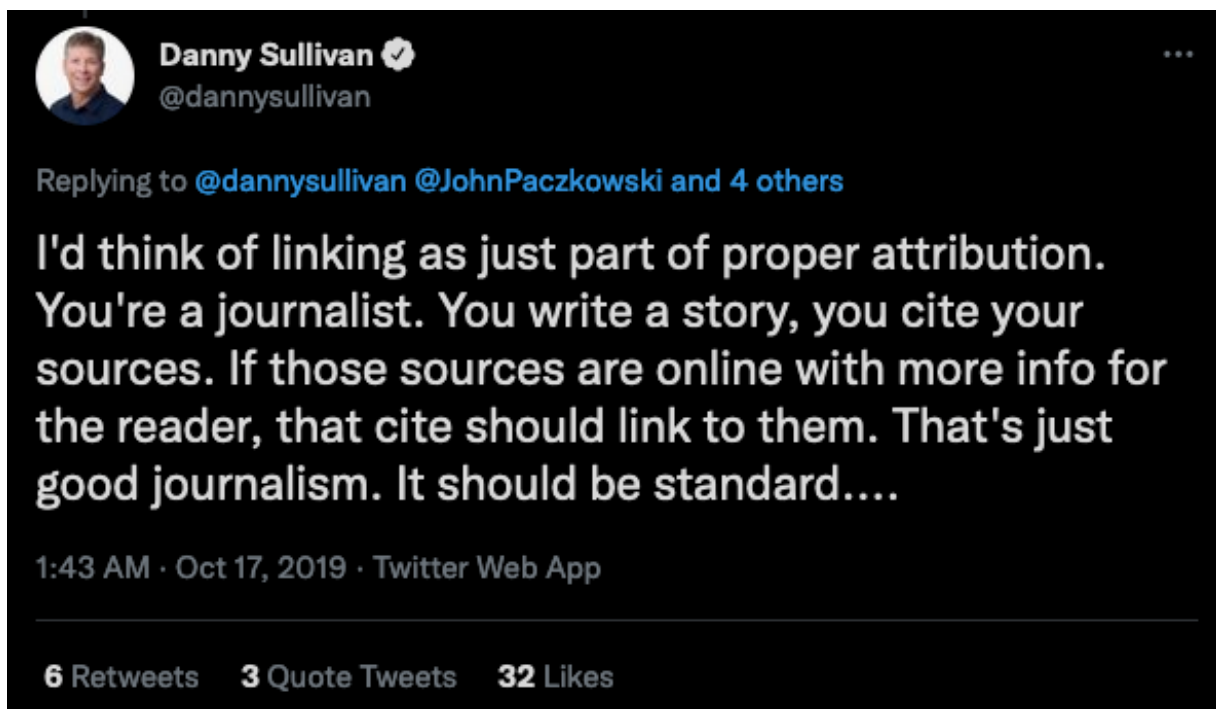 Danny Sullivan
@dannysullivan
Replying to @dannysullivan @JohnPaczkowski and 4 others
I'd think of linking as just part of proper attribution.
You're a journalist. You write a story, you cite your
sources. If those sources are online with more info for
the reader, that cite should link to them. That's just
good journalism. It should be standard....
1:43 AM · Oct 17, 2019 · Twitter Web App
6 Retweets 3 Quote Tweets 32 Likes